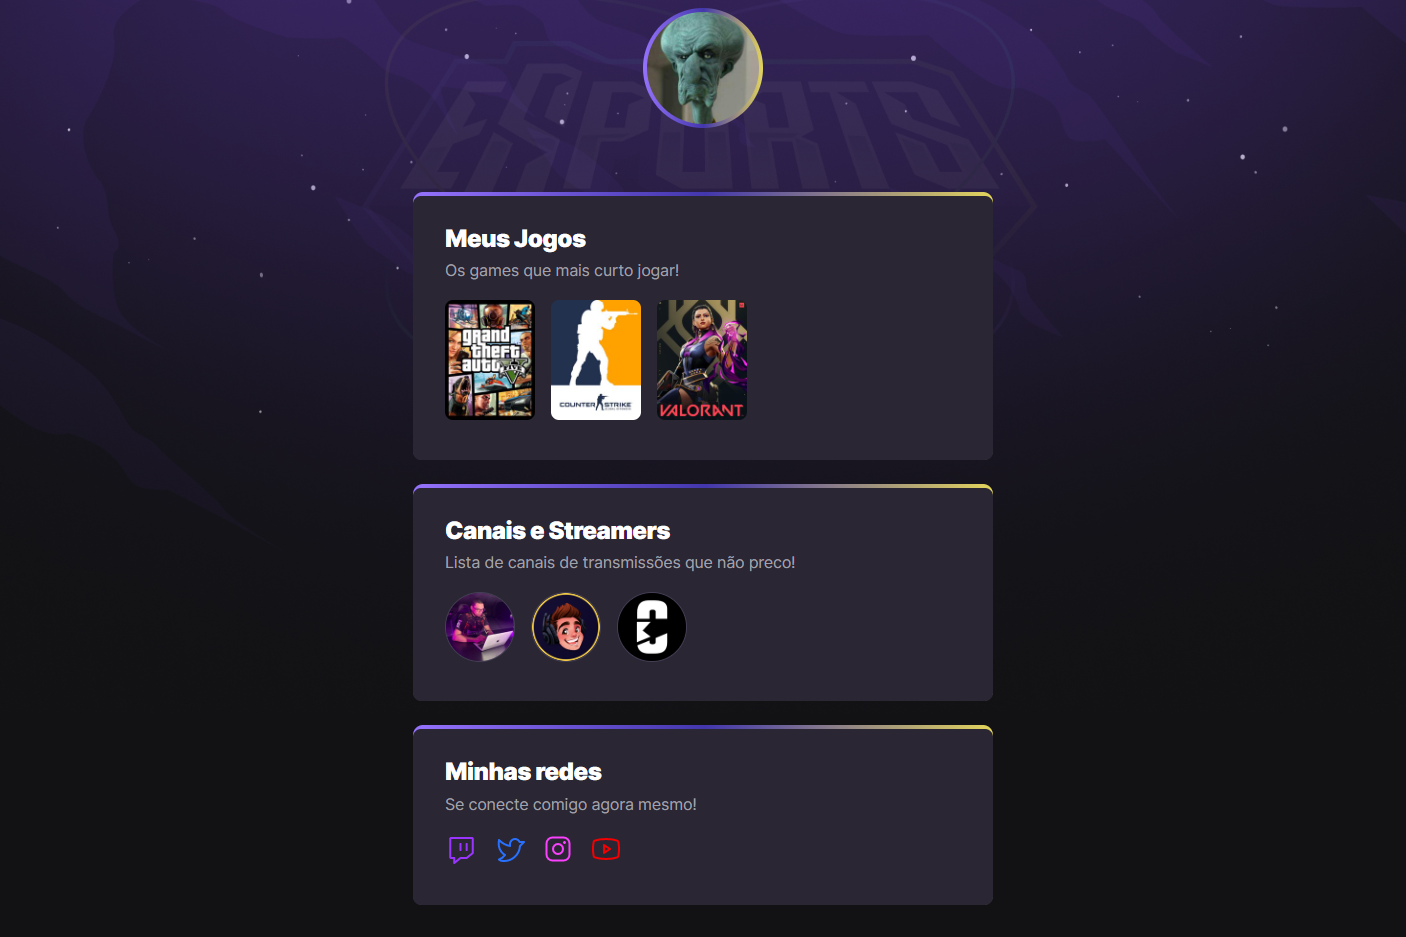 ESPORTS
Meus Jogos
Os games que mais curto jogar!
grand
theft
auto
V
COUNTER STRIKE
VALORANT
Canais e Streamers
Lista de canais de transmissões que não preco!
Minhas redes
Se conecte comigo agora mesmo!